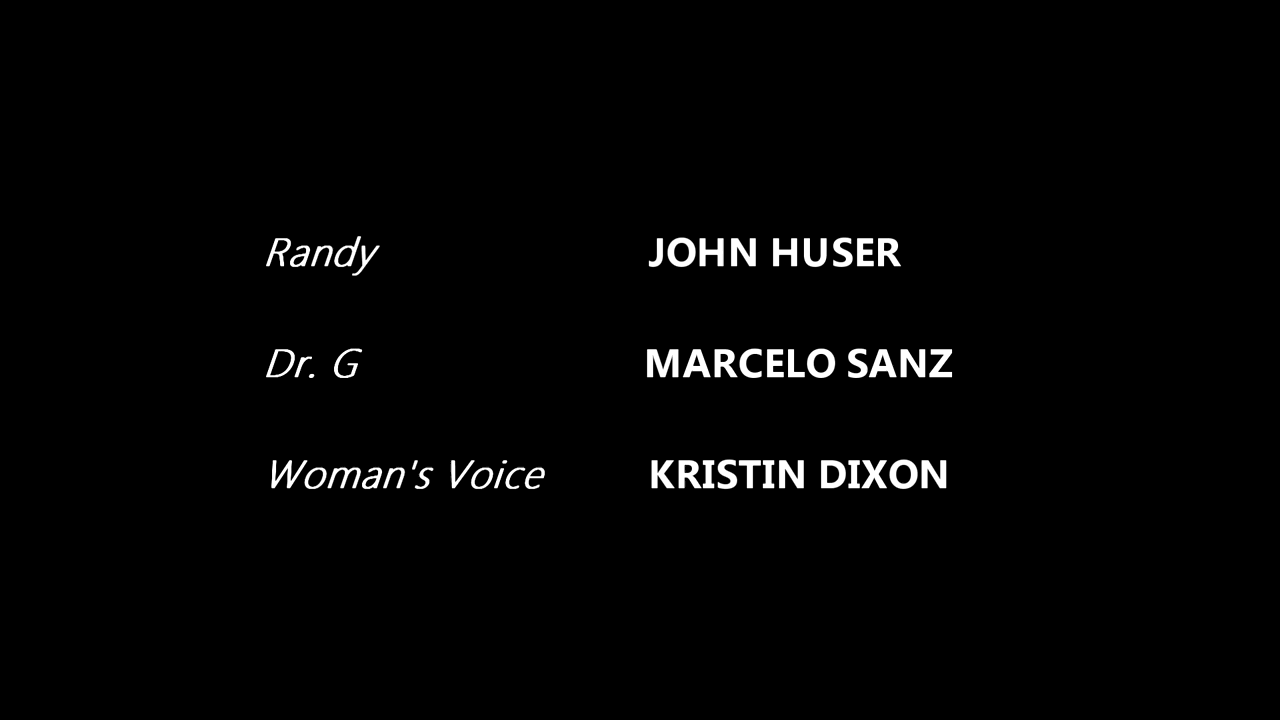 Randy JOHN HUSER
Dr. G MARCELO SANZ
Woman's Voice KRISTIN DIXON